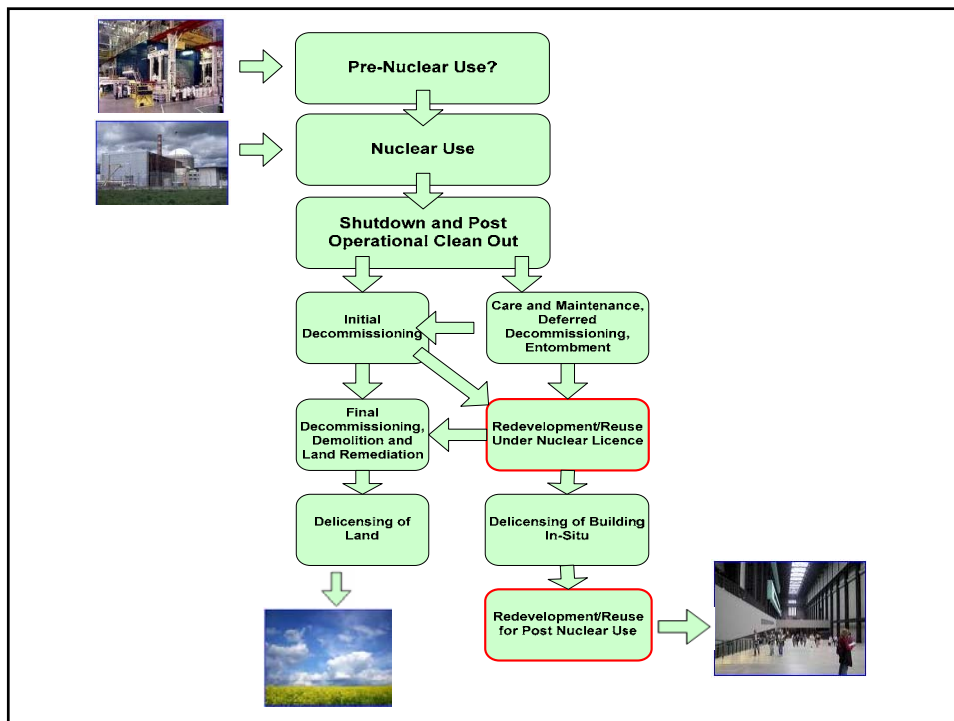 Pre-Nuclear Use?
Nuclear Use
Shutdown and Post
Operational Clean Out
Initial
Decommissioning
Care and Maintenance,
Deferred
Decommissioning,
Entombment
Final
Decommissioning,
Demolition and
Land Remediation
Redevelopment/Reuse
Under Nuclear Licence
Delicensing of
Land
Delicensing of Building
In-Situ
Redevelopment/Reuse
for Post Nuclear Use